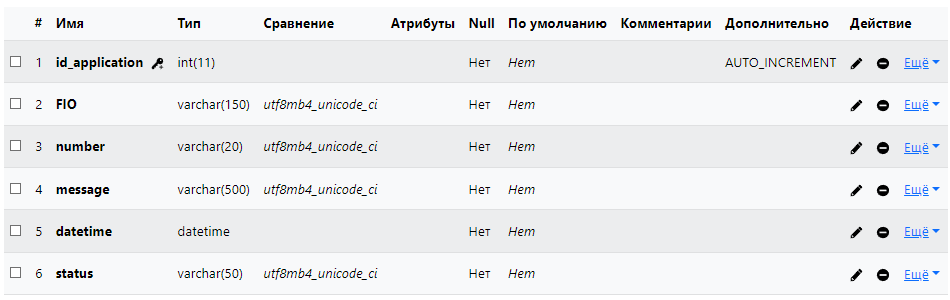 # Имя Тип Сравнение Атрибуты Null По умолчанию Комментарии Дополнительно Действие
1 id_application int(11) Нет Нет AUTO_INCREMENT Ещё
2 FIO varchar(150) utf8mb4_unicode_ci Нет Нет Ещё
3 number varchar(20) utf8mb4_unicode_ci Нет Нет Ещё
4 message varchar(500) utf8mb4_unicode_ci Нет Нет Ещё
5 datetime datetime Нет Нет Ещё
6 status varchar(50) utf8mb4_unicode_ci Нет Нет Ещё